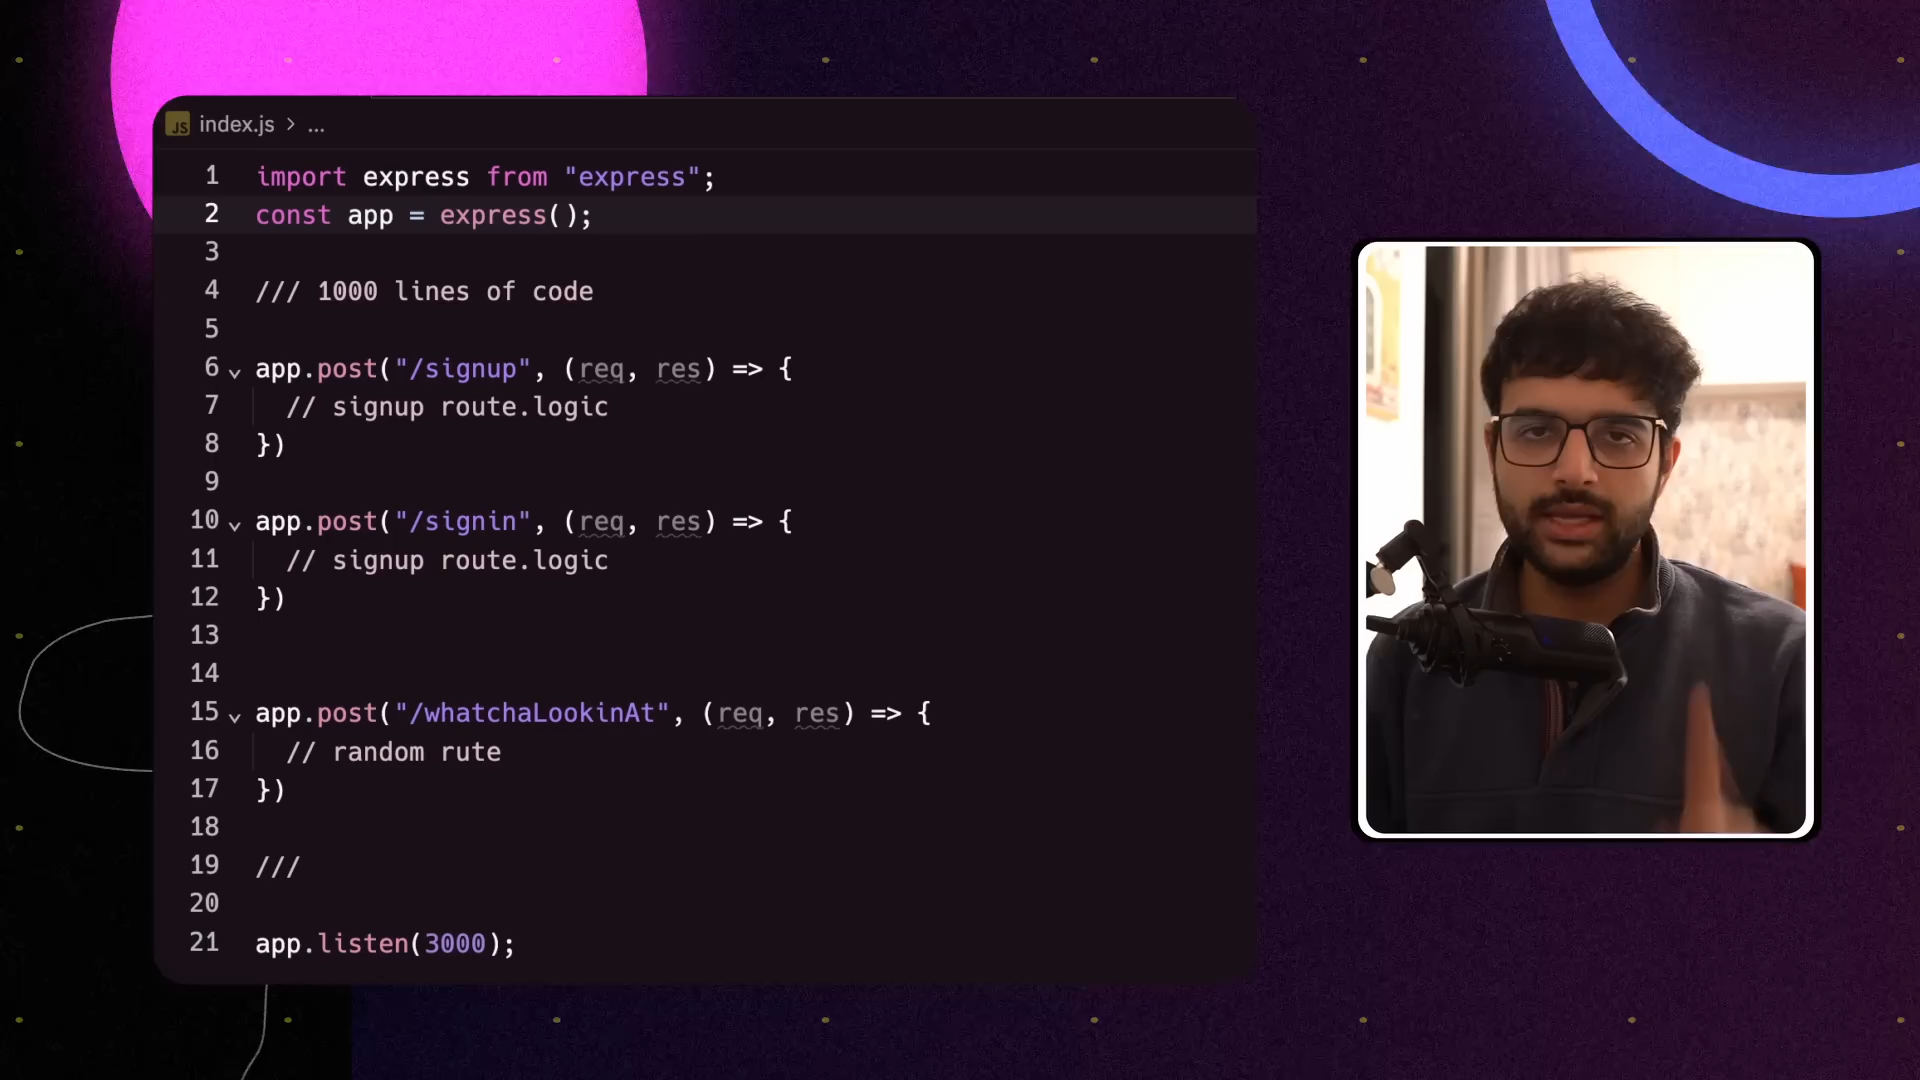 JS index.js > ...
1 import express from "express";
2 const app = express();
3
4 /// 1000 lines of code
5
6 app.post("/signup", (req, res) => {
7 // signup route.logic
8 })
9
10 app.post("/signin", (req, res) => {
11 // signup route.logic
12 })
13
14
15 app.post("/whatchaLookinAt", (req, res) => {
16 // random rute
17 })
18
19 ///
20
21 app.listen(3000);